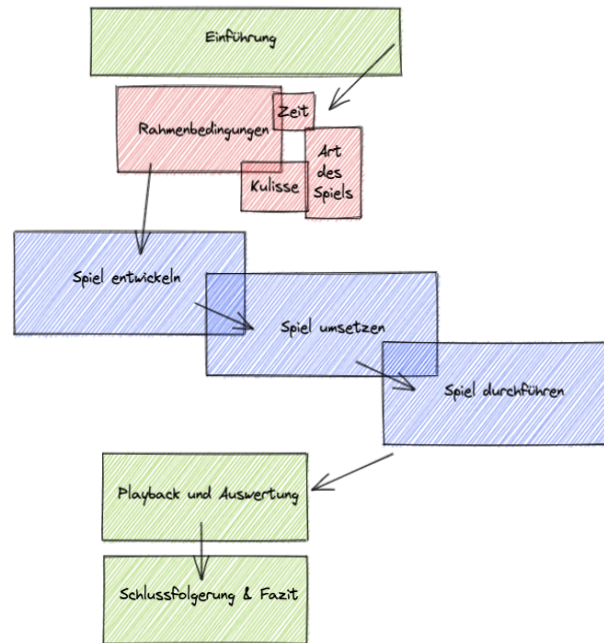 Einführung
Zeit
Rahmenbedingungen
Art
des
Spiels
Kulisse
Spiel entwickeln
Spiel umsetzen
Spiel durchführen
Playback und Auswertung
Schlussfolgerung & Fazit